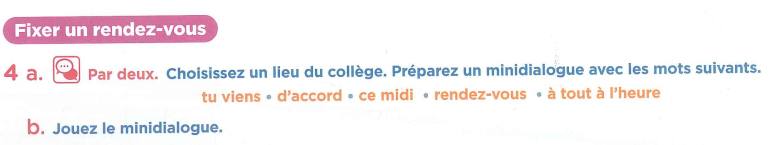 Fixer un rendez-vous
4 a. Par deux. Choisissez un lieu du collège. Préparez un minidialogue avec les mots suivants.
tu viens • d'accord • ce midi • rendez-vous • à tout à l'heure
b. Jouez le minidialogue.